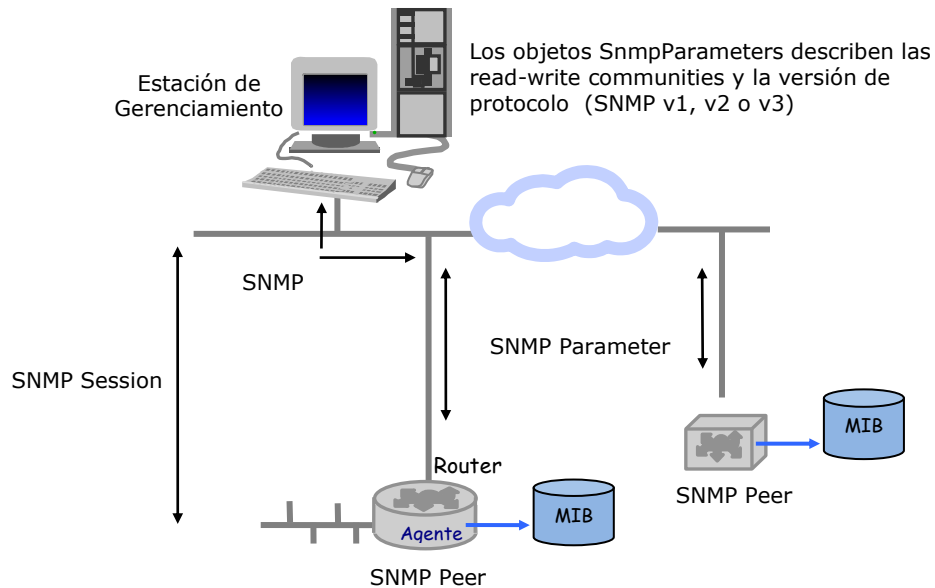 Los objetos SnmpParameters describen las
read-write communities y la versión de
protocolo (SNMP v1, v2 o v3)
Estación de
Gerenciamiento
SNMP
SNMP Parameter
SNMP Session
MIB
Router
SNMP Peer
Agente
MIB
SNMP Peer